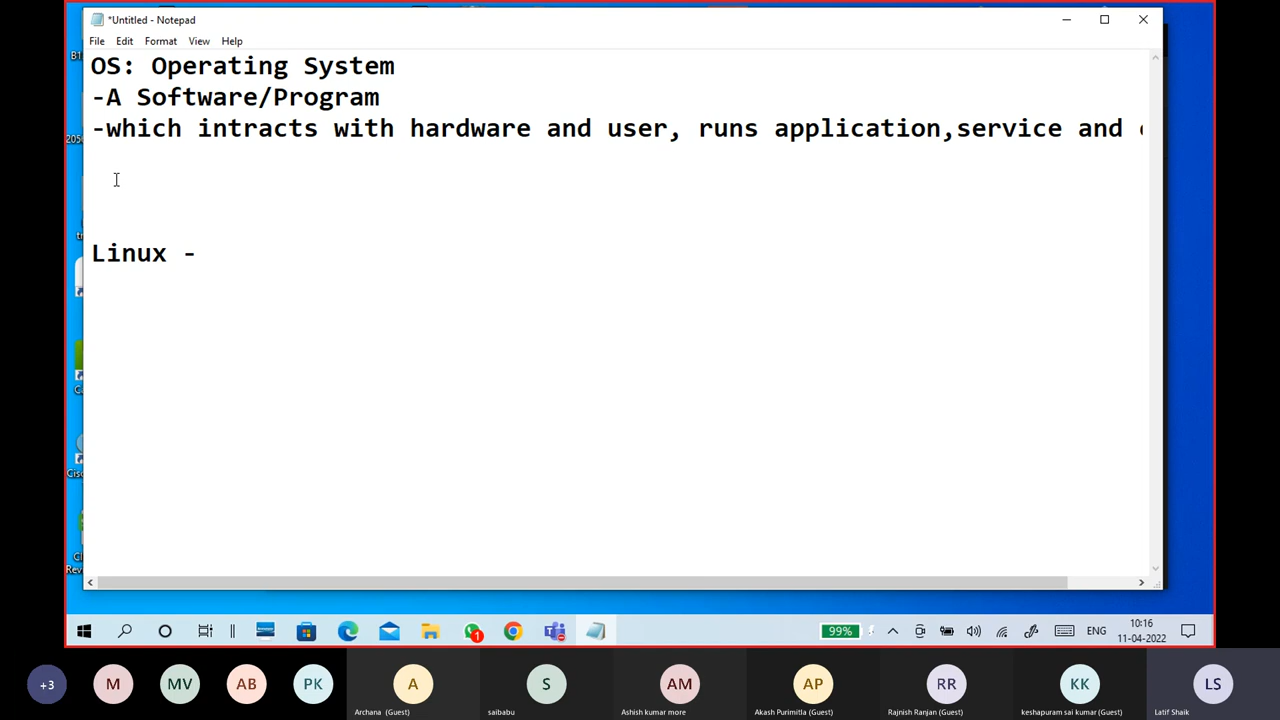 *Untitled - Notepad
File Edit Format View Help
OS: Operating System
-A Software/Program
-which intracts with hardware and user, runs application,service and
Linux -
99%
ENG
10:16
11-04-2022
1
+3
M
MV
AB
PK
A
S
AM
AP
RR
KK
LS
Archana (Guest)
saibabu
Ashish kumar more
Akash Purimitla (Guest)
Rajnish Ranjan (Guest)
keshapuram sai kumar (Guest)
Latif Shaik